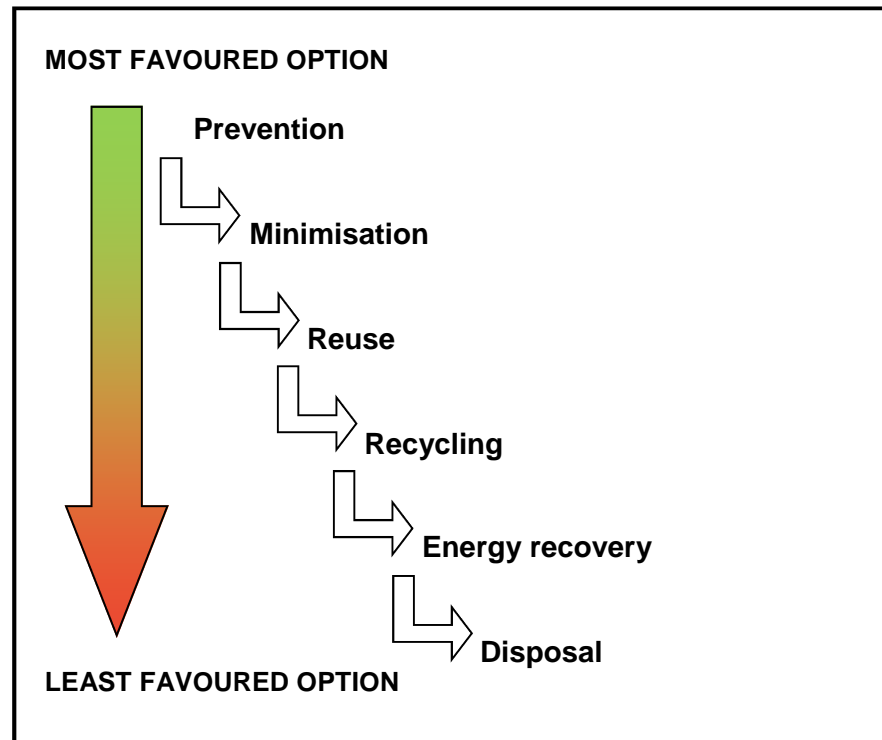 MOST FAVOURED OPTION
Prevention
Minimisation
Reuse
Recycling
Energy recovery
Disposal
LEAST FAVOURED OPTION